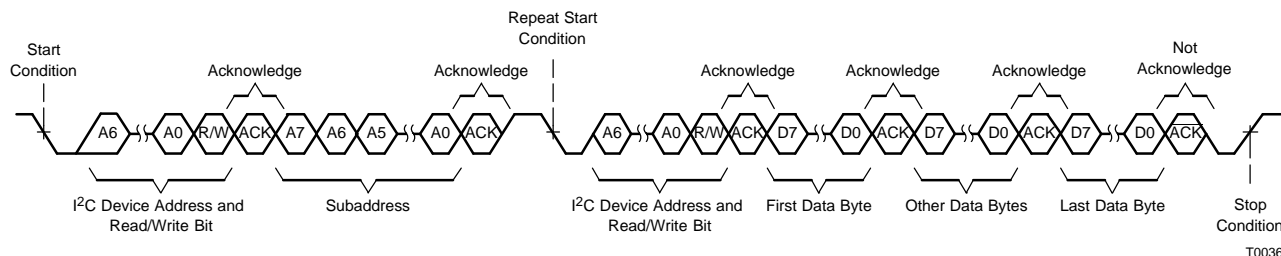 Start
Condition
Repeat Start
Condition
Not
Acknowledge
Acknowledge
Acknowledge
Acknowledge
Acknowledge
Acknowledge
A6 A0 R/W ACK A7 A6 A5 A0 ACK A6 A0 R/W ACK D7 D0 ACK D7 D0 ACK D7 D0 ACK
I²C Device Address and
Read/Write Bit
Subaddress
I²C Device Address and
Read/Write Bit
First Data Byte
Other Data Bytes
Last Data Byte
Stop
Condition
T0036